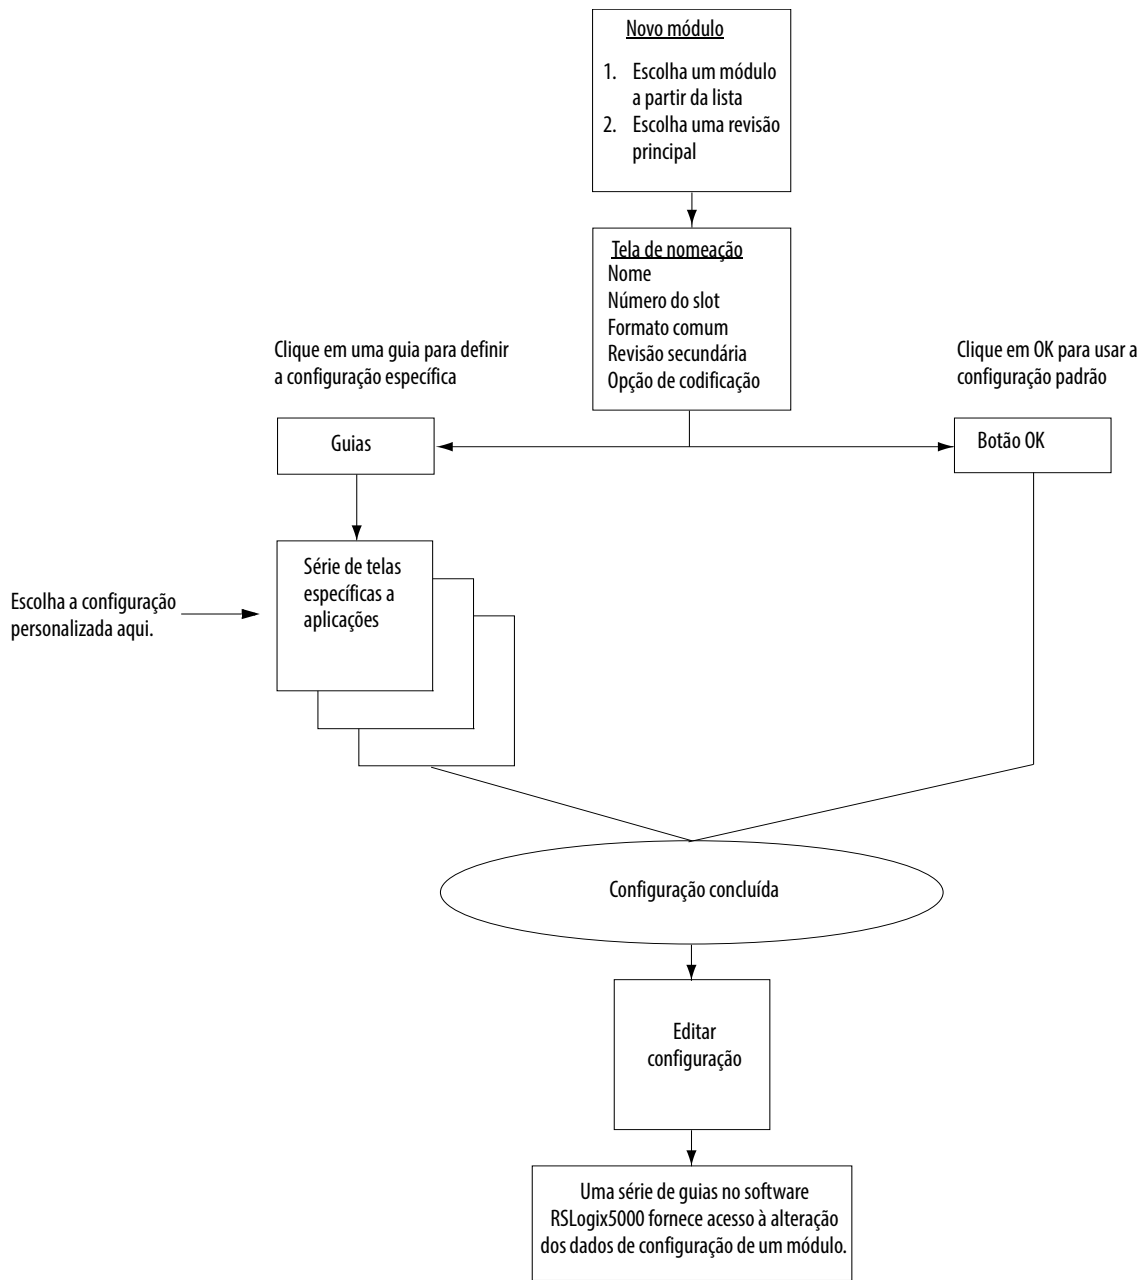 Novo módulo
1. Escolha um módulo
a partir da lista
2. Escolha uma revisão
principal
Tela de nomeação
Nome
Número do slot
Formato comum
Revisão secundária
Opção de codificação
Clique em uma guia para definir
a configuração específica
Clique em OK para usar a
configuração padrão
Guias
Botão OK
Série de telas
específicas a
aplicações
Escolha a configuração
personalizada aqui.
Configuração concluída
Editar
configuração
Uma série de guias no software
RSLogix5000 fornece acesso à alteração
dos dados de configuração de um módulo.